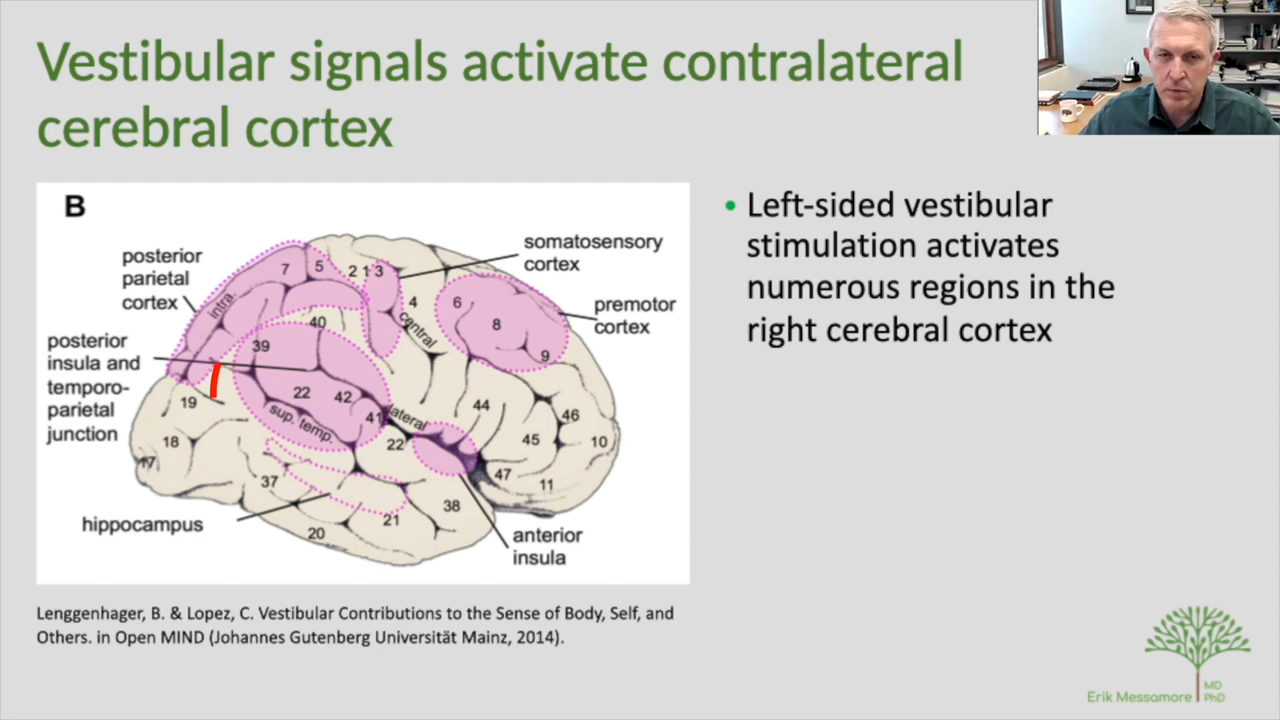 Vestibular signals activate contralateral
cerebral cortex
B
posterior
parietal
cortex
posterior
insula and
temporo-
parietal
junction
hippocampus
somatosensory
cortex
premotor
cortex
anterior
insula
7
5
2 1 3
4
6
8
9
intra.
central
40
39
22
42
41
sup. temp.
lateral
22
19
18
17
37
20
21
38
44
45
46
10
47
11
• Left-sided vestibular
stimulation activates
numerous regions in the
right cerebral cortex
Lenggenhager, B. & Lopez, C. Vestibular Contributions to the Sense of Body, Self, and
Others. in Open MIND (Johannes Gutenberg Universität Mainz, 2014).
Erik Messamore
MD
PhD